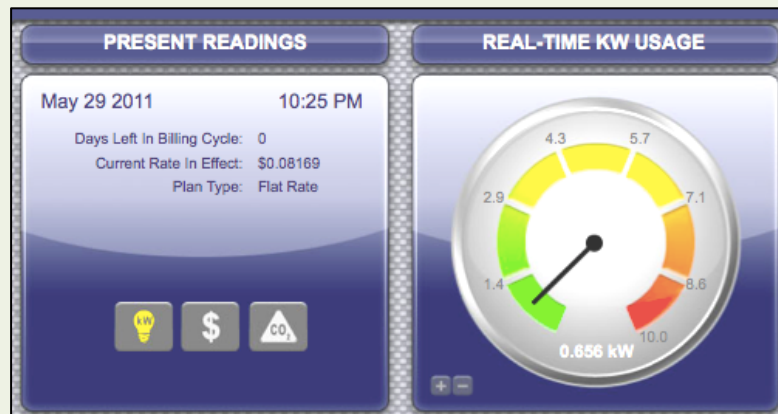 PRESENT READINGS
May 29 2011 10:25 PM
Days Left In Billing Cycle: 0
Current Rate In Effect: $0.08169
Plan Type: Flat Rate
kW
$
CO2
REAL-TIME KW USAGE
4.3 5.7
2.9 7.1
1.4 8.6
10.0
0.656 kW
+ −